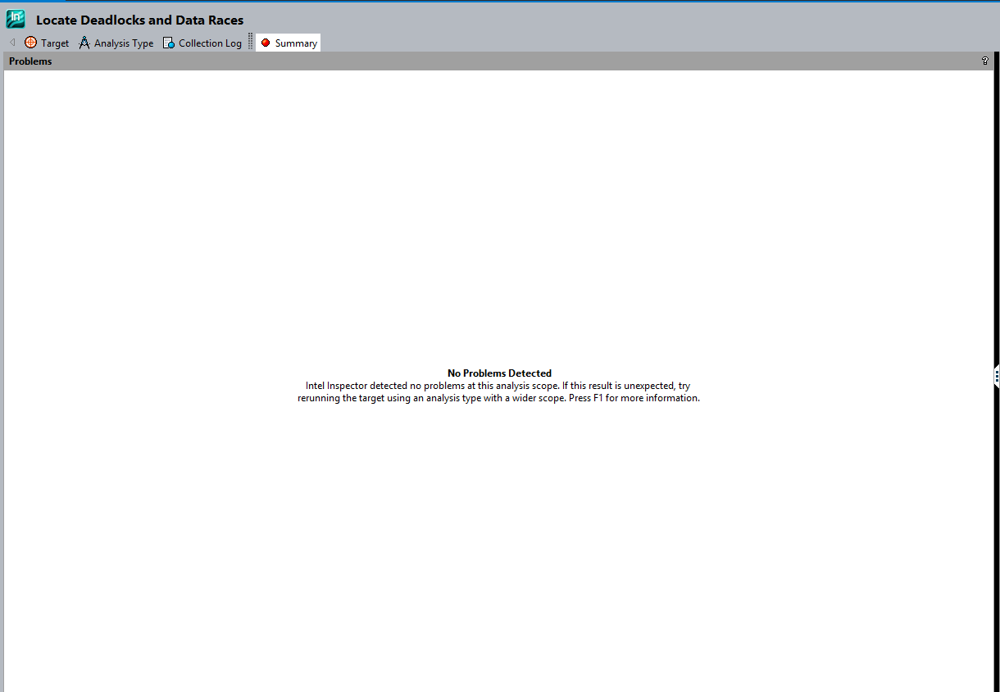 In
Locate Deadlocks and Data Races
Target Analysis Type Collection Log Summary
Problems ?
No Problems Detected
Intel Inspector detected no problems at this analysis scope. If this result is unexpected, try
rerunning the target using an analysis type with a wider scope. Press F1 for more information.